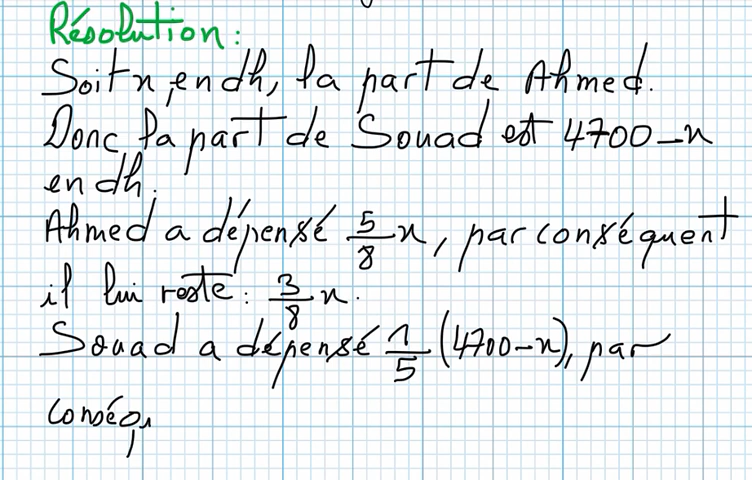 Résolution:
Soit x, en dh, la part de Ahmed.
Donc la part de Souad est 4700-x
en dh.
Ahmed a dépensé 5/8 x, par conséquent
il lui reste: 3/8 x.
Souad a dépensé 1/5 (4700-x), par
conséq